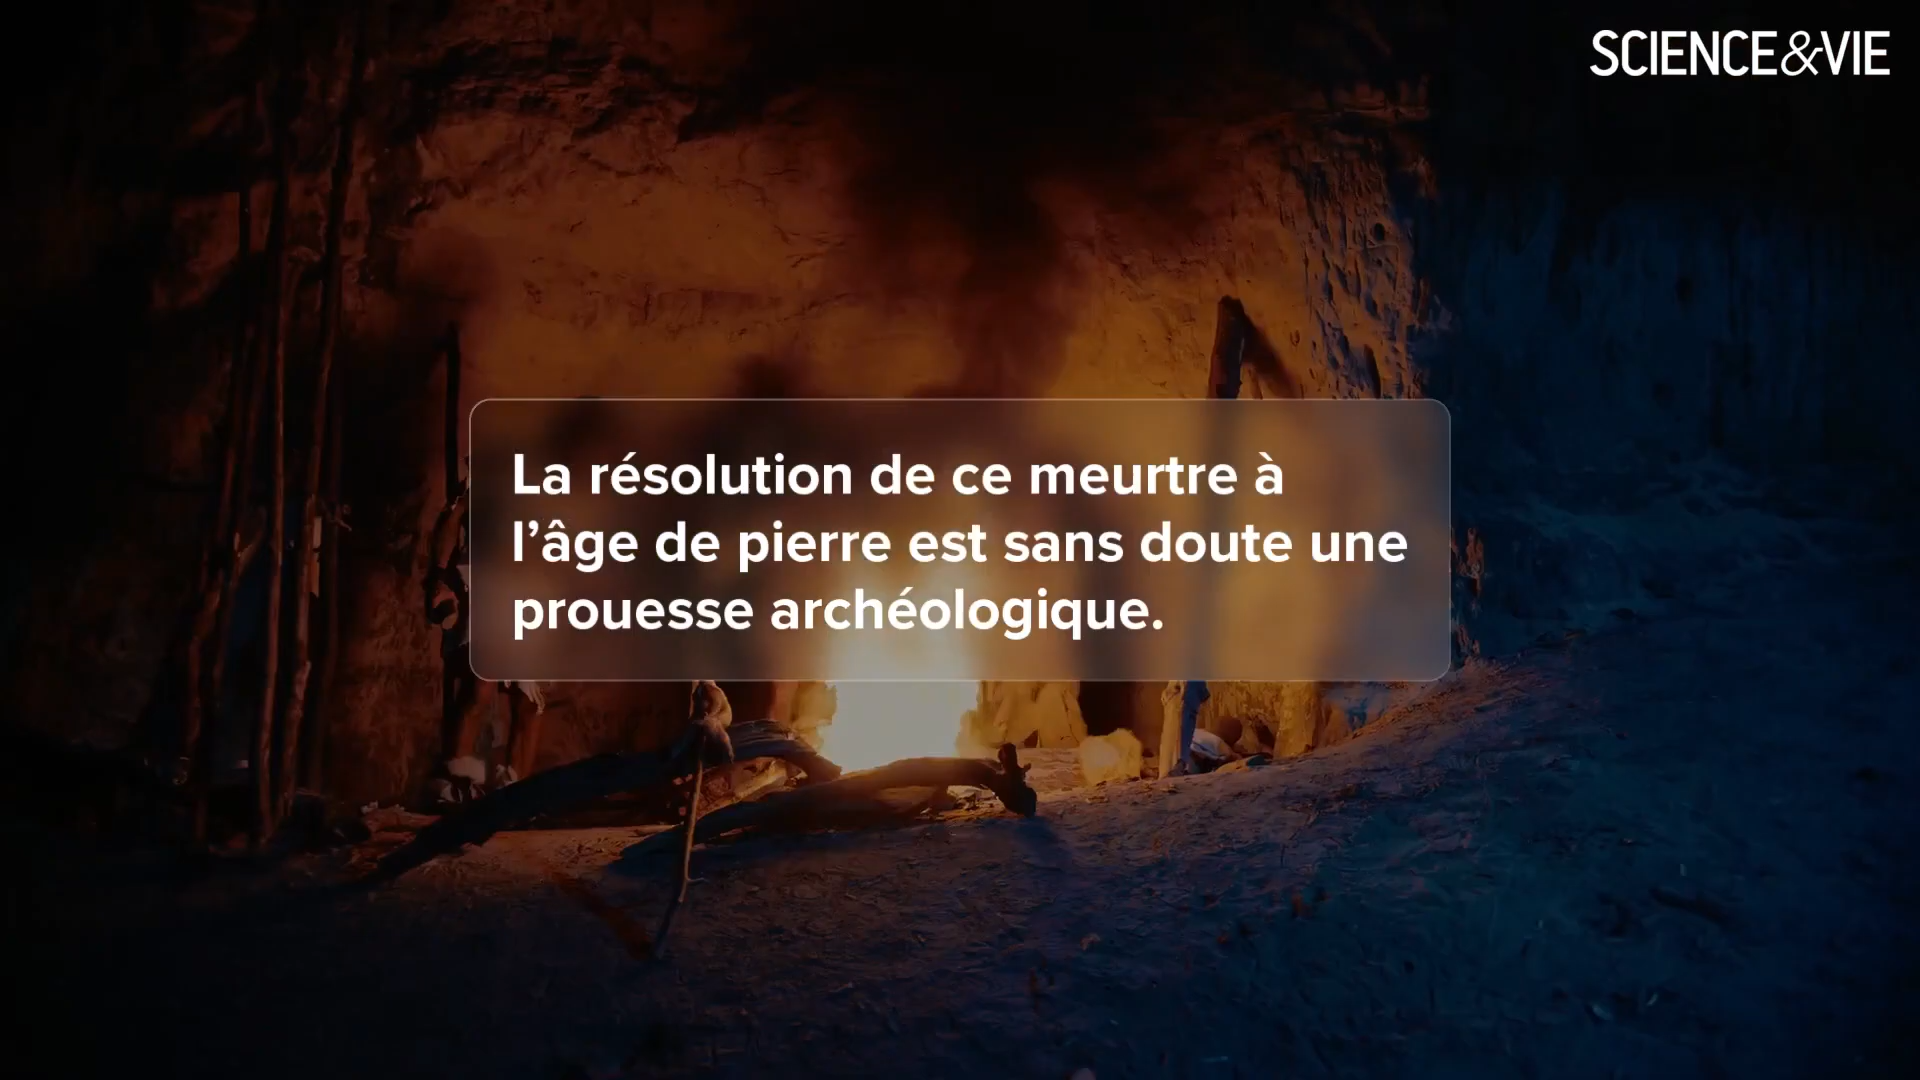 SCIENCE&VIE
La résolution de ce meurtre à
l’âge de pierre est sans doute une
prouesse archéologique.